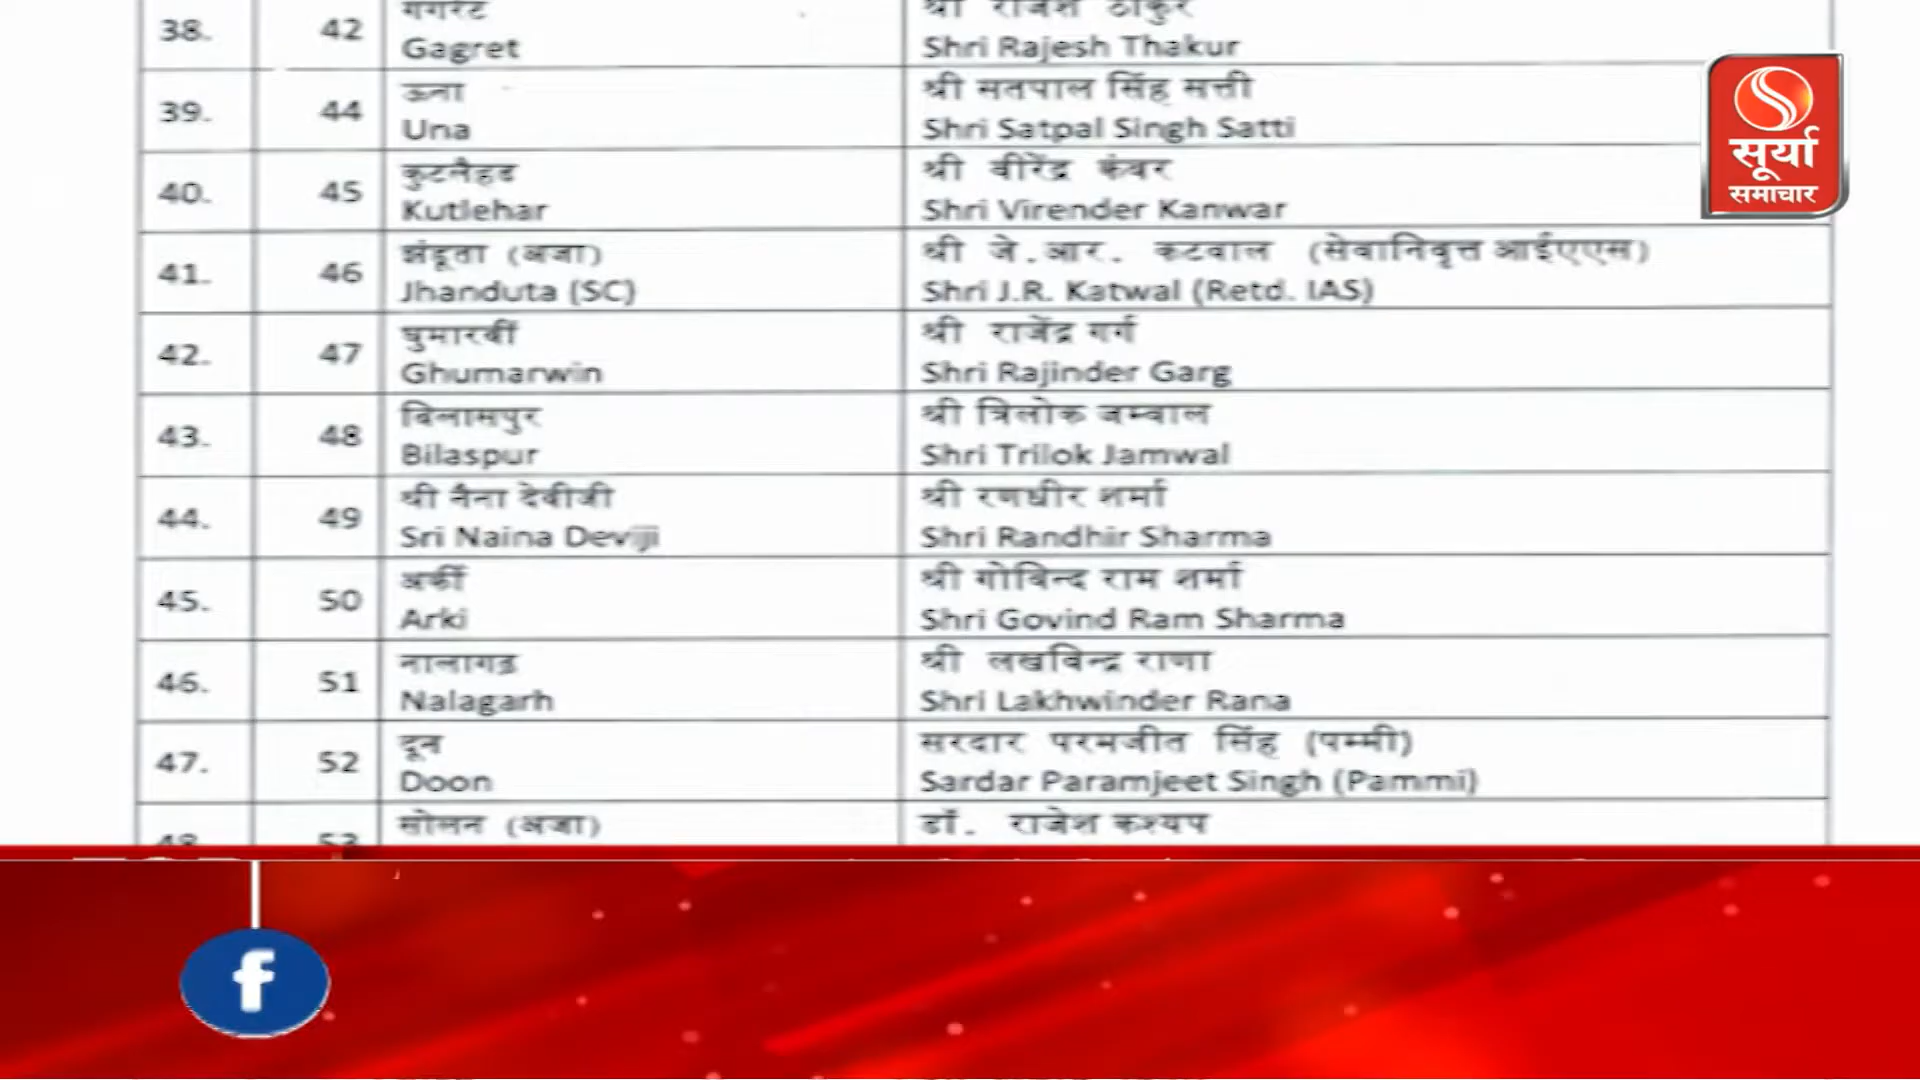 38. 42 गगरेट श्री राजेश ठाकुर
Gagret Shri Rajesh Thakur
39. 44 ऊना श्री सतपाल सिंह सत्ती
Una Shri Satpal Singh Satti
40. 45 कुटलैहड श्री वीरेंद्र कंवर
Kutlehar Shri Virender Kanwar
41. 46 झंदूता (अजा) श्री जे.आर. कटवाल (सेवानिवृत्त आईएएस)
Jhanduta (SC) Shri J.R. Katwal (Retd. IAS)
42. 47 घुमारवीं श्री राजेंद्र गर्ग
Ghumarwin Shri Rajinder Garg
43. 48 बिलासपुर श्री त्रिलोक जम्वाल
Bilaspur Shri Trilok Jamwal
44. 49 श्री नैना देवीजी श्री रणधीर शर्मा
Sri Naina Deviji Shri Randhir Sharma
45. 50 अर्की श्री गोबिन्द राम शर्मा
Arki Shri Govind Ram Sharma
46. 51 नालागढ़ श्री लखविन्द्र राणा
Nalagarh Shri Lakhwinder Rana
47. 52 दून सरदार परमजीत सिंह (पम्मी)
Doon Sardar Paramjeet Singh (Pammi)
सोलन (अजा) डॉ. राजेश कश्यप
सूर्या
समाचार
f